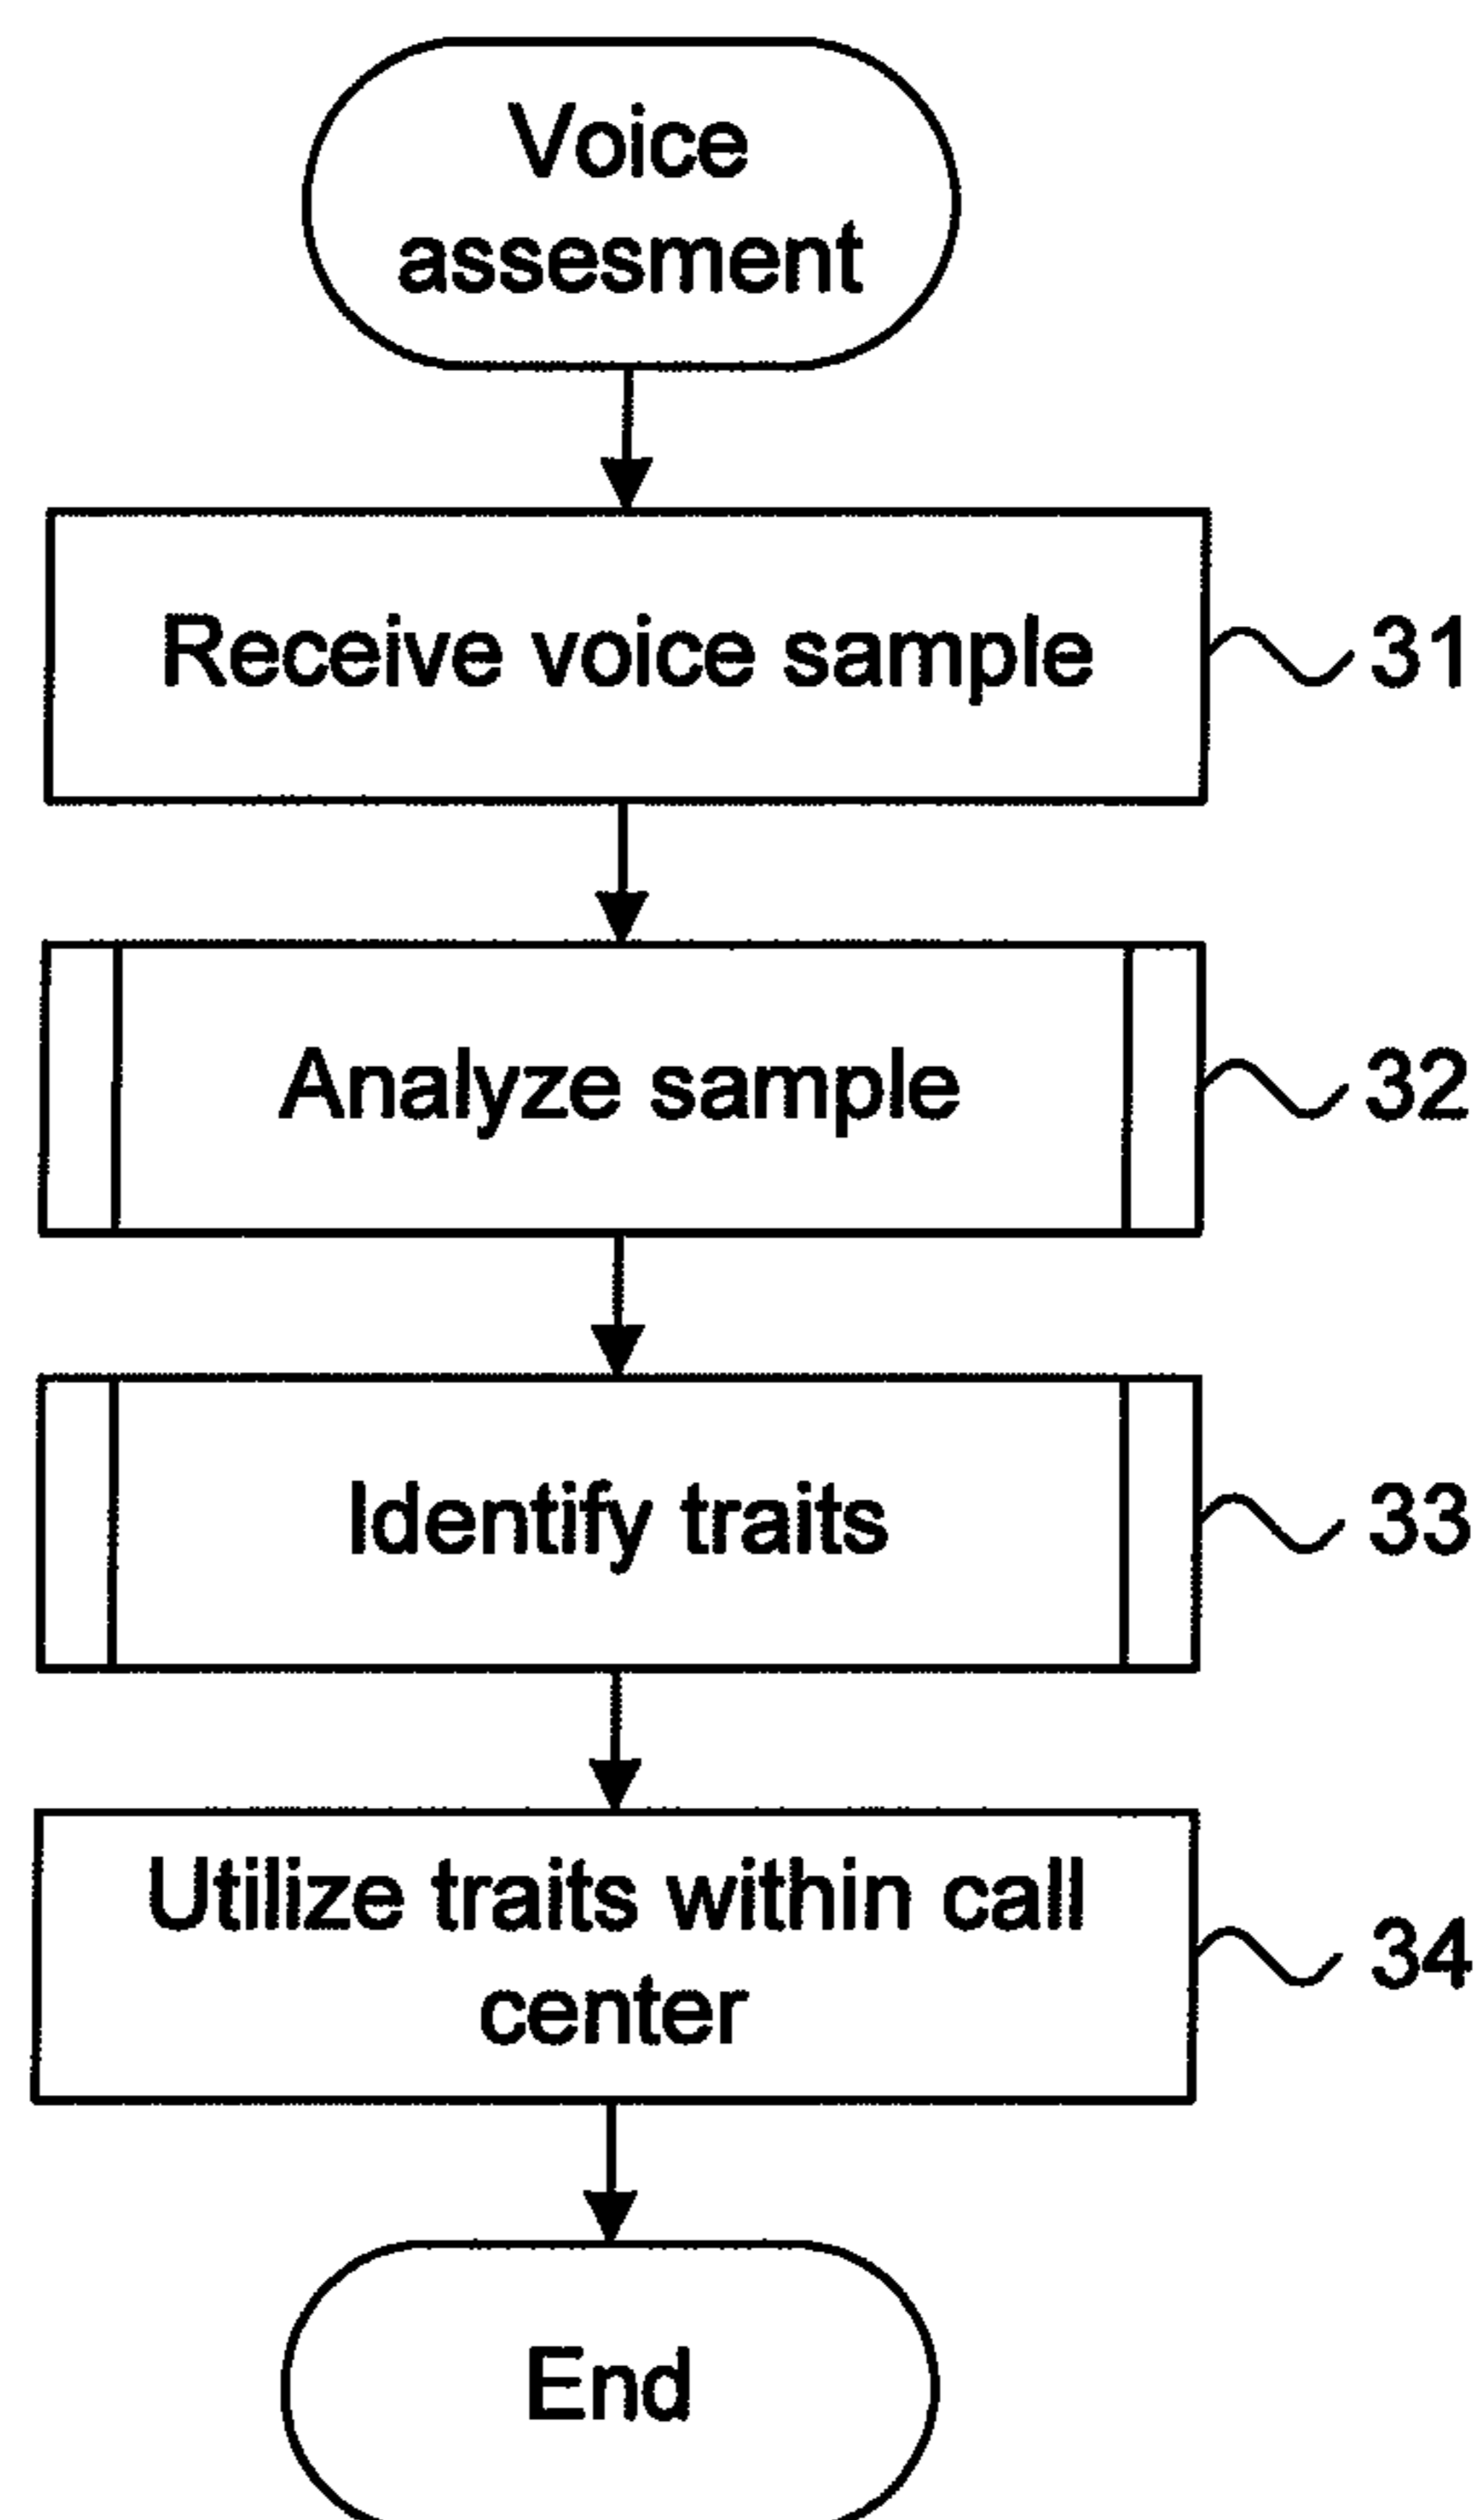 Voice
assesment
Receive voice sample
31
Analyze sample
32
Identify traits
33
Utilize traits within call
center
34
End